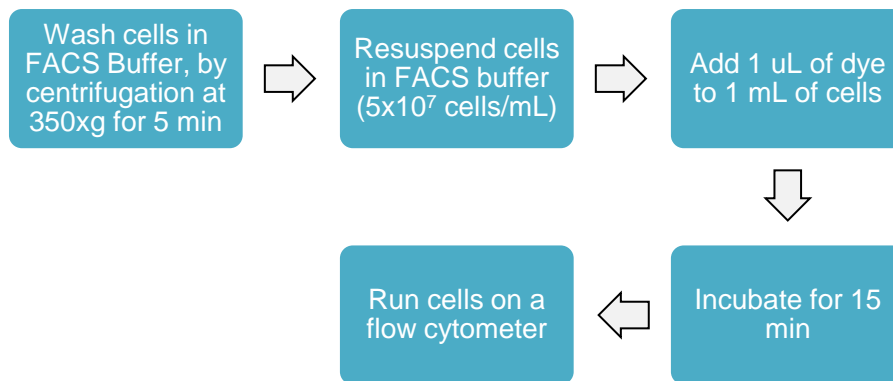 Wash cells in
FACS Buffer, by
centrifugation at
350xg for 5 min
Resuspend cells
in FACS buffer
(5x10⁷ cells/mL)
Add 1 uL of dye
to 1 mL of cells
Incubate for 15
min
Run cells on a
flow cytometer